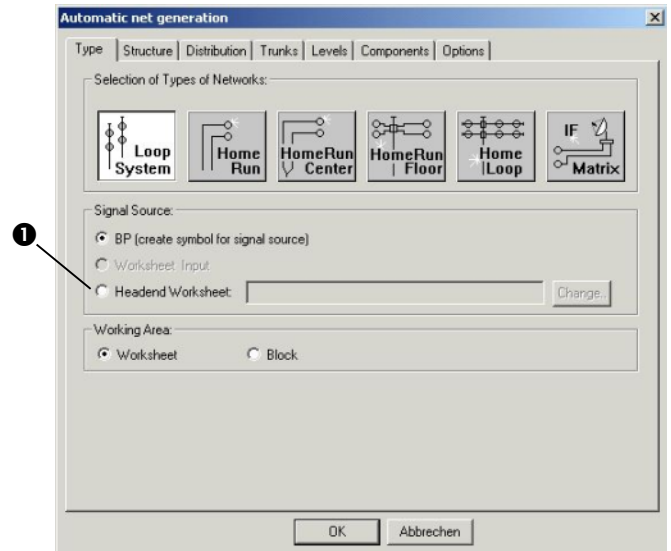 Automatic net generation
Type Structure Distribution Trunks Levels Components Options
Selection of Types of Networks:
Loop System
Home Run
HomeRun Center
HomeRun Floor
Home Loop
IF Matrix
Signal Source:
❶
BP (create symbol for signal source)
Worksheet Input
Headend Worksheet: Change..
Working Area:
Worksheet Block
OK Abbrechen